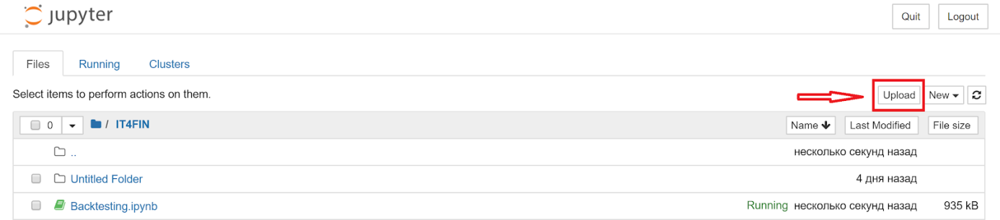 jupyter Quit Logout
Files Running Clusters
Select items to perform actions on them. Upload New
0 / IT4FIN Name Last Modified File size
.. несколько секунд назад
Untitled Folder 4 дня назад
Backtesting.ipynb Running несколько секунд назад 935 kB